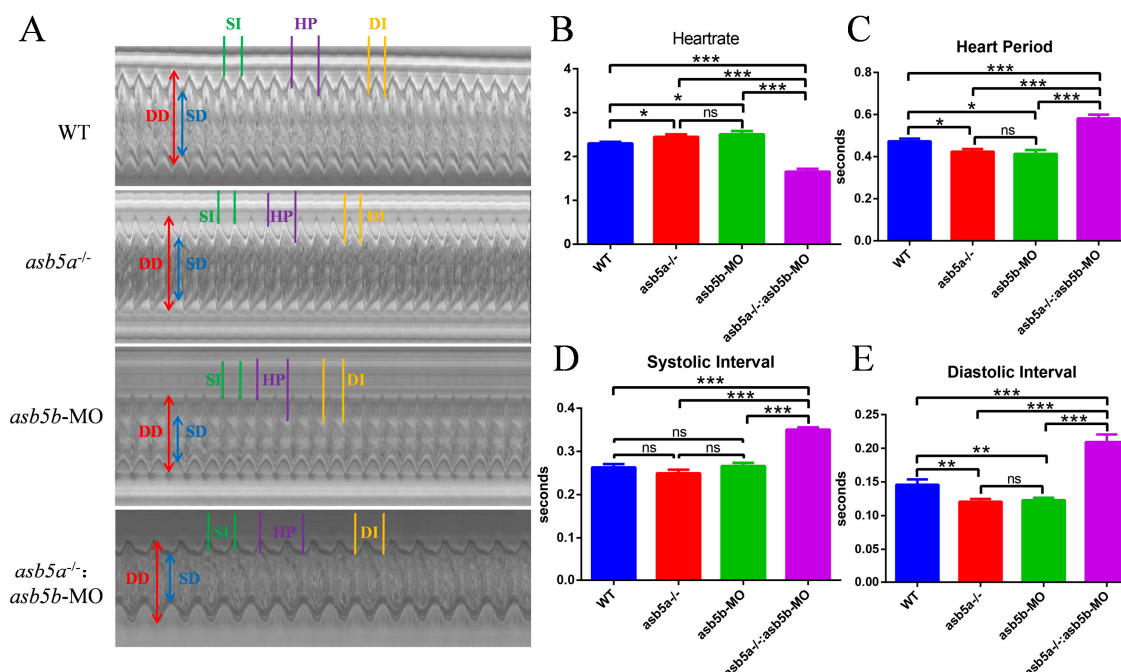 A
SI HP DI
DD SD
WT
SI HP DI
DD SD
asb5a-/-
SI HP DI
DD SD
asb5b-MO
SI HP DI
DD SD
asb5a-/-:
asb5b-MO
B
Heartrate
***
***
* ***
* ns
4
3
2
1
0
WT asb5a-/- asb5b-MO asb5a-/-:asb5b-MO
C
Heart Period
***
***
* ***
* ns
seconds
0.8
0.6
0.4
0.2
0.0
WT asb5a-/- asb5b-MO asb5a-/-:asb5b-MO
D
Systolic Interval
***
***
***
ns
ns ns
seconds
0.4
0.3
0.2
0.1
0.0
WT asb5a-/- asb5b-MO asb5a-/-:asb5b-MO
E
Diastolic Interval
***
***
***
**
** ns
seconds
0.25
0.20
0.15
0.10
0.05
0.00
WT asb5a-/- asb5b-MO asb5a-/-:asb5b-MO